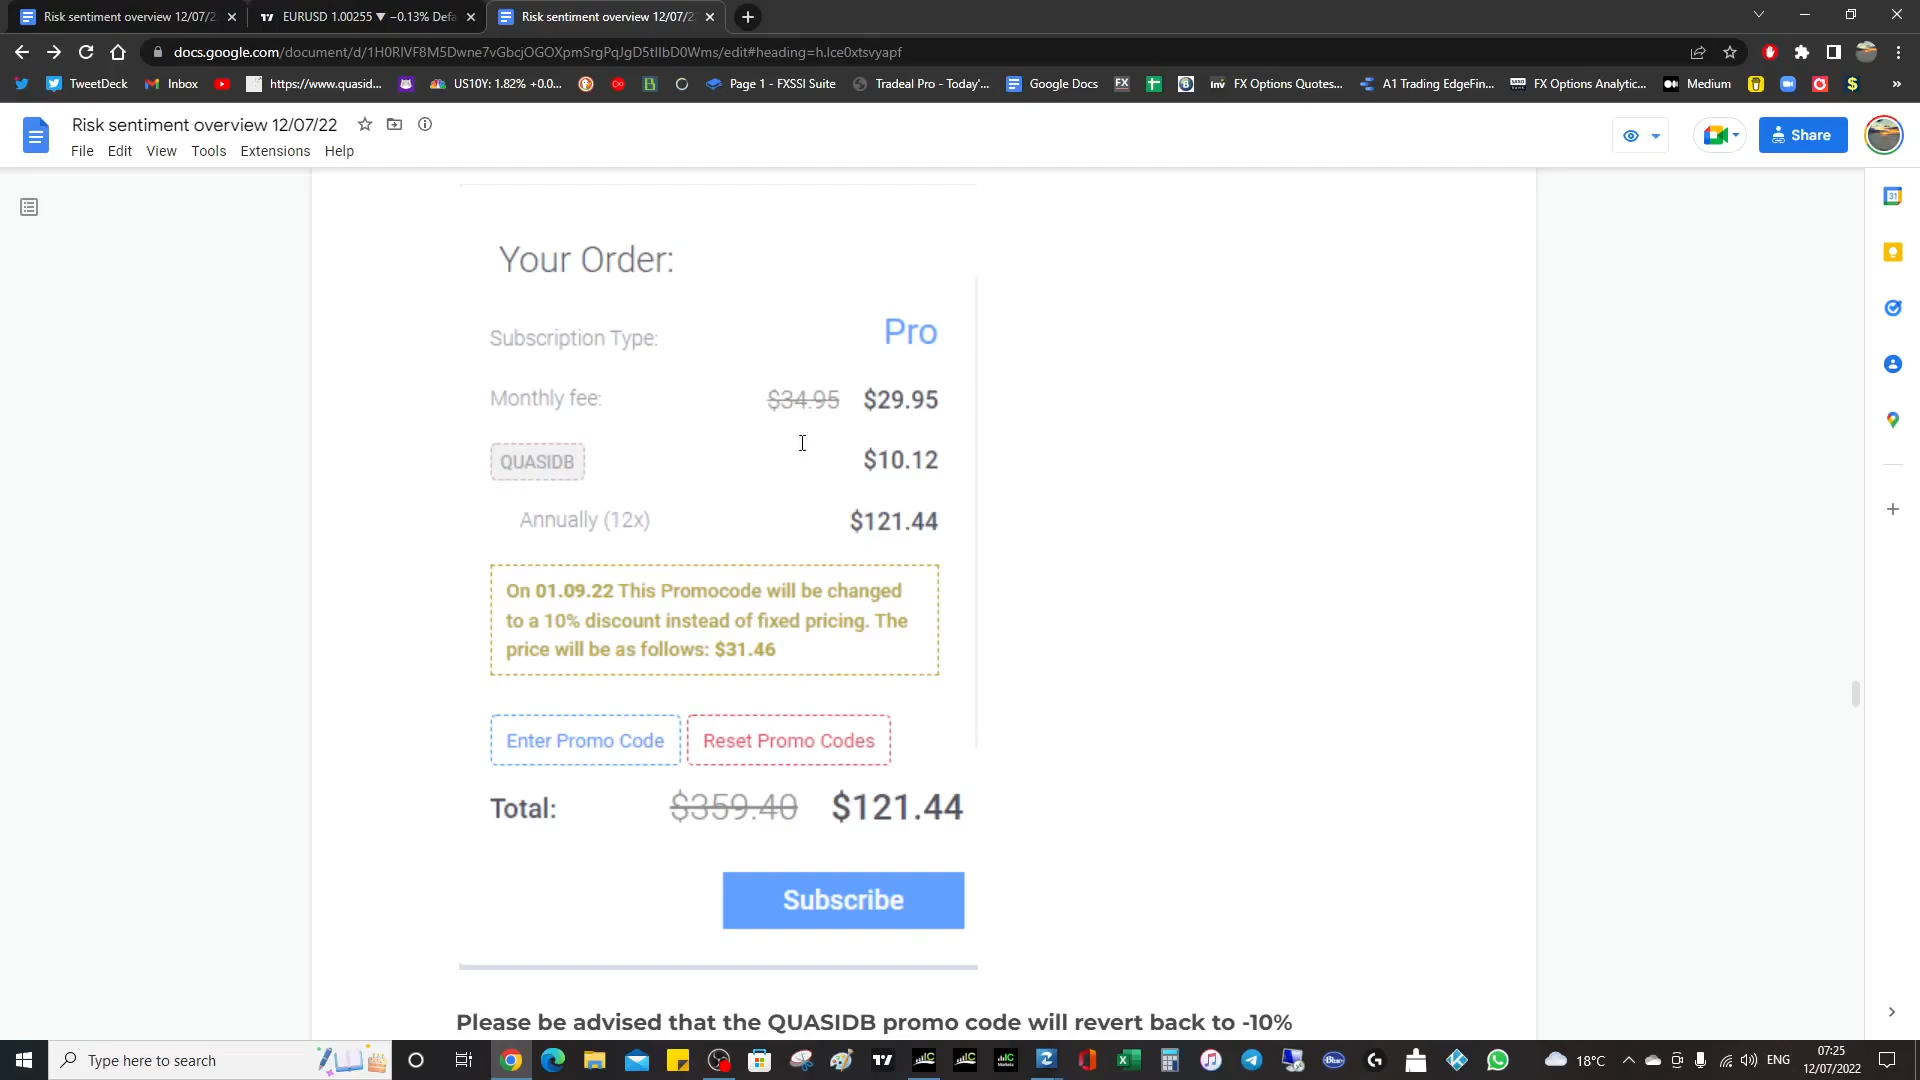 Risk sentiment overview 12/07/2
EURUSD 1.00255 ▼ −0.13% Defa
Risk sentiment overview 12/07/2
docs.google.com/document/d/1H0RlVF8M5Dwne7vGbcjOGOXpmSrgPqJgD5tIIbD0Wms/edit#heading=h.lce0xtsvyapf
TweetDeck
Inbox
https://www.quasid...
US10Y: 1.82% +0.0...
Page 1 - FXSSI Suite
Tradeal Pro - Today'...
Google Docs
FX Options Quotes...
A1 Trading EdgeFin...
FX Options Analytic...
Medium
»
Risk sentiment overview 12/07/22
File Edit View Tools Extensions Help
Share
Your Order:
Subscription Type: Pro
Monthly fee: $34.95 $29.95
QUASIDB $10.12
Annually (12x) $121.44
On 01.09.22 This Promocode will be changed
to a 10% discount instead of fixed pricing. The
price will be as follows: $31.46
Enter Promo Code Reset Promo Codes
Total: $359.40 $121.44
Subscribe
Please be advised that the QUASIDB promo code will revert back to -10%
Type here to search
18°C
ENG
07:25
12/07/2022